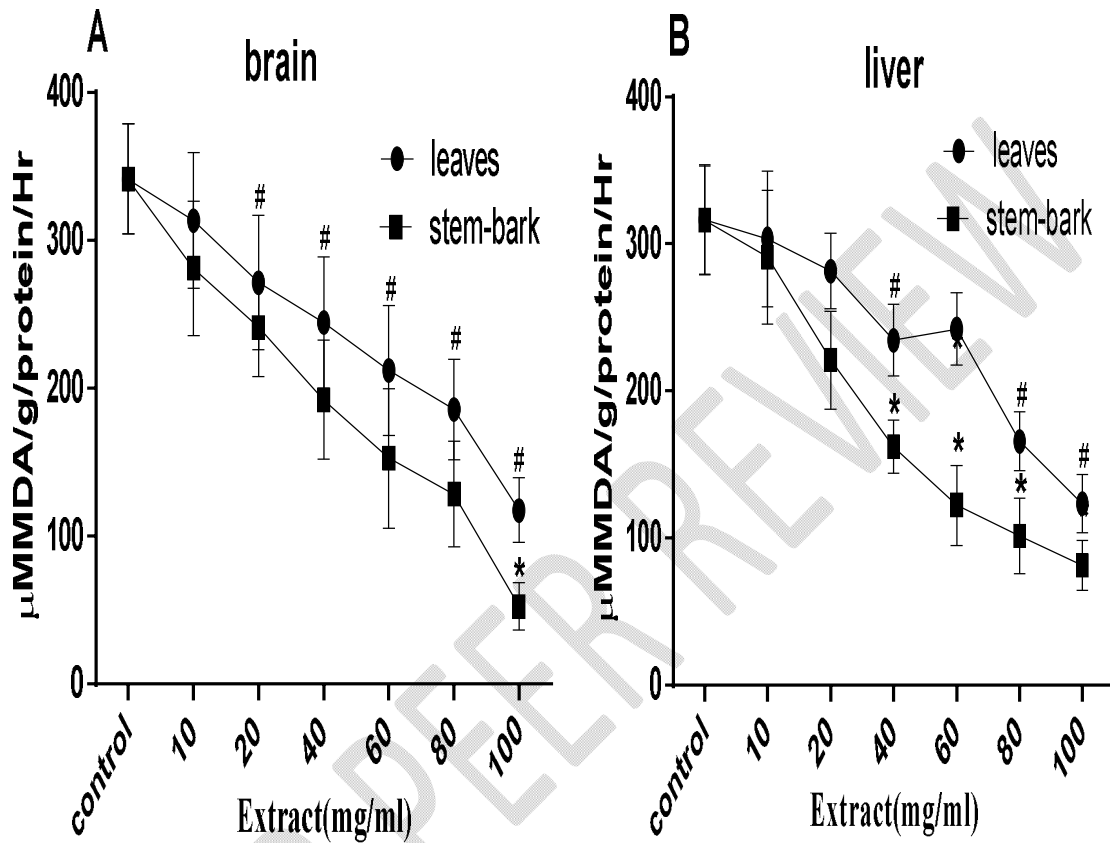 A
brain
400
300
200
100
0
μMMDA/g/protein/Hr
leaves
stem-bark
#
#
#
#
#
#
*
control
10
20
40
60
80
100
Extract(mg/ml)
B
liver
400
300
200
100
0
μMMDA/g/protein/Hr
leaves
stem-bark
#
*
*
*
#
*
#
*
control
10
20
40
60
80
100
Extract(mg/ml)
PEER REVIEW